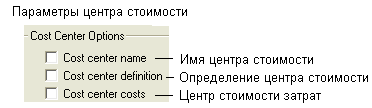 Параметры центра стоимости
Cost Center Options
Cost center name Имя центра стоимости
Cost center definition Определение центра стоимости
Cost center costs Центр стоимости затрат